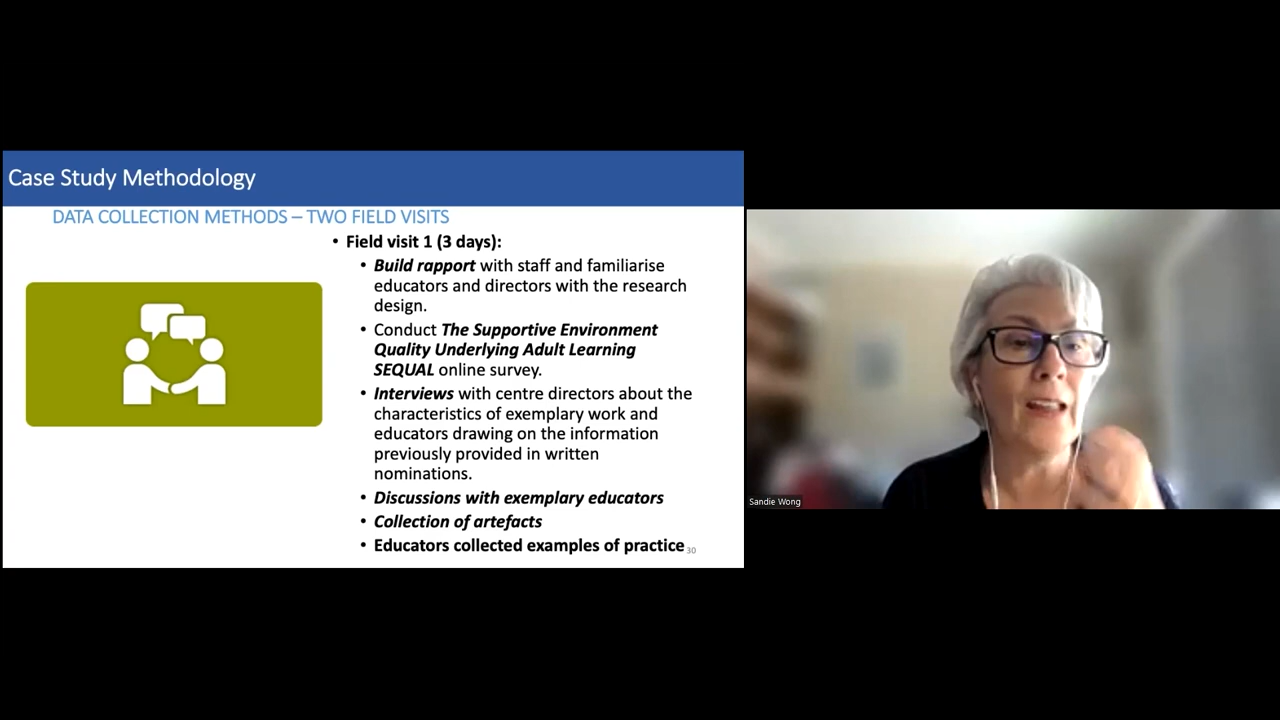 Case Study Methodology
DATA COLLECTION METHODS – TWO FIELD VISITS
• Field visit 1 (3 days):
• Build rapport with staff and familiarise
educators and directors with the research
design.
• Conduct The Supportive Environment
Quality Underlying Adult Learning
SEQUAL online survey.
• Interviews with centre directors about the
characteristics of exemplary work and
educators drawing on the information
previously provided in written
nominations.
• Discussions with exemplary educators
• Collection of artefacts
• Educators collected examples of practice
30
Sandie Wong